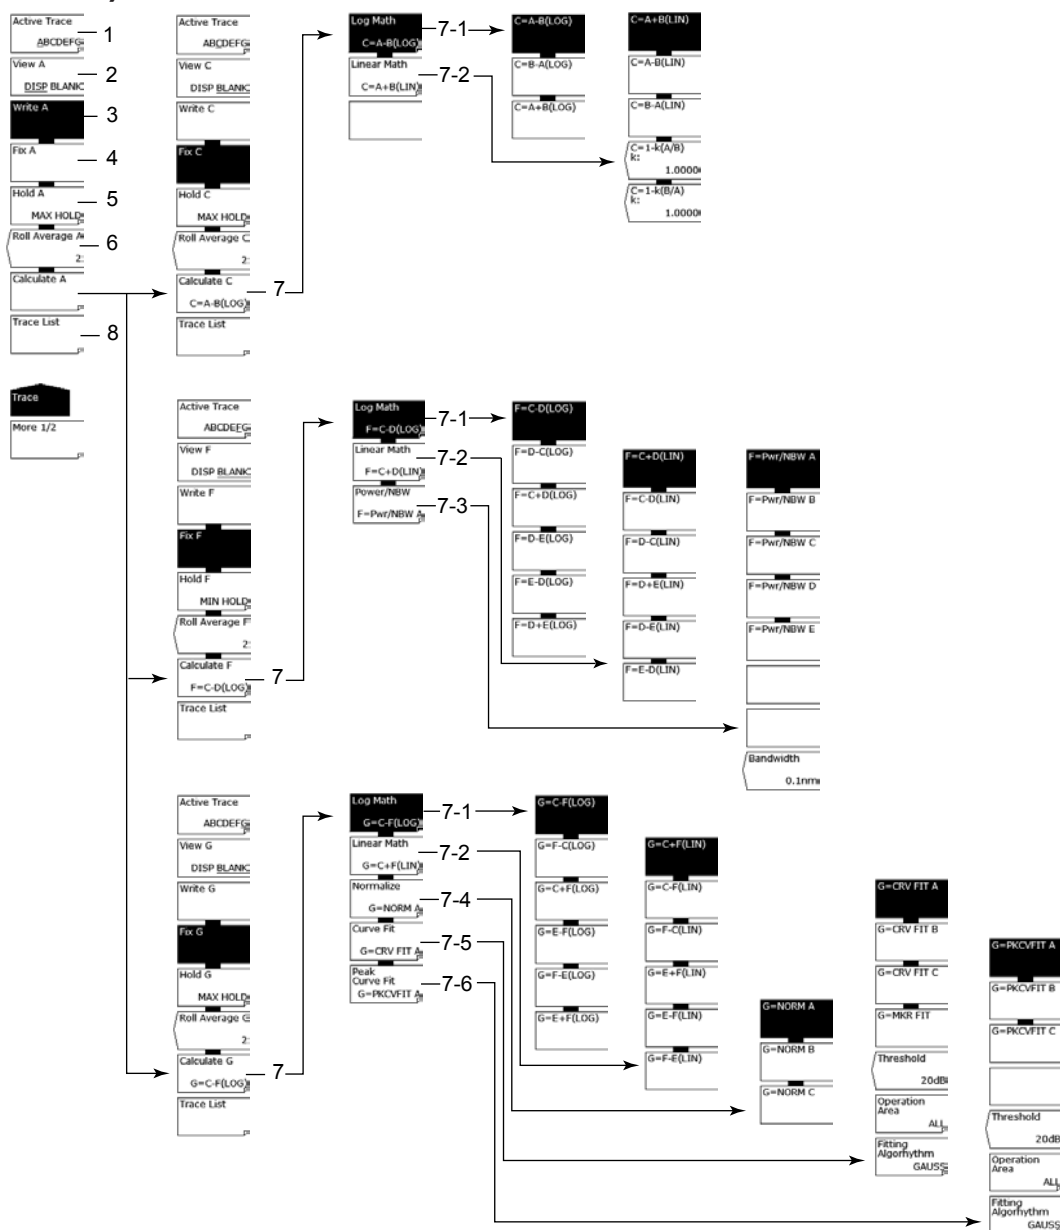 Active Trace
ABCDEFG
1
View A
DISP BLANK
2
Write A
3
Fix A
4
Hold A
MAX HOLD
5
Roll Average A
2:
6
Calculate A
Trace List
8
Trace
More 1/2
Active Trace
ABCDEFG
View C
DISP BLANK
Write C
Fix C
Hold C
MAX HOLD
Roll Average C
2:
Calculate C
C=A-B(LOG)
7
Trace List
Log Math
C=A-B(LOG)
7-1
Linear Math
C=A+B(LIN)
7-2
C=A-B(LOG)
C=B-A(LOG)
C=A+B(LOG)
C=A+B(LIN)
C=A-B(LIN)
C=B-A(LIN)
C=1-k(A/B)
k:
1.0000
C=1-k(B/A)
k:
1.0000
Active Trace
ABCDEFG
View F
DISP BLANK
Write F
Fix F
Hold F
MIN HOLD
Roll Average F
2:
Calculate F
F=C-D(LOG)
7
Trace List
Log Math
F=C-D(LOG)
7-1
Linear Math
F=C+D(LIN)
7-2
Power/NBW
F=Pwr/NBW A
7-3
F=C-D(LOG)
F=D-C(LOG)
F=C+D(LOG)
F=D-E(LOG)
F=E-D(LOG)
F=D+E(LOG)
F=C+D(LIN)
F=C-D(LIN)
F=D-C(LIN)
F=D+E(LIN)
F=D-E(LIN)
F=E-D(LIN)
F=Pwr/NBW A
F=Pwr/NBW B
F=Pwr/NBW C
F=Pwr/NBW D
F=Pwr/NBW E
Bandwidth
0.1nm
Active Trace
ABCDEFG
View G
DISP BLANK
Write G
Fix G
Hold G
MAX HOLD
Roll Average G
2:
Calculate G
G=C-F(LOG)
7
Trace List
Log Math
G=C-F(LOG)
7-1
Linear Math
G=C+F(LIN)
7-2
Normalize
G=NORM A
7-4
Curve Fit
G=CRV FIT A
7-5
Peak
Curve Fit
G=PKCVFIT A
7-6
G=C-F(LOG)
G=F-C(LOG)
G=C+F(LOG)
G=E-F(LOG)
G=F-E(LOG)
G=E+F(LOG)
G=C+F(LIN)
G=C-F(LIN)
G=F-C(LIN)
G=E+F(LIN)
G=E-F(LIN)
G=F-E(LIN)
G=NORM A
G=NORM B
G=NORM C
G=CRV FIT A
G=CRV FIT B
G=CRV FIT C
G=MKR FIT
Threshold
20dB
Operation
Area
ALL
Fitting
Algorhythm
GAUSS
G=PKCVFIT A
G=PKCVFIT B
G=PKCVFIT C
Threshold
20dB
Operation
Area
ALL
Fitting
Algorhythm
GAUSS